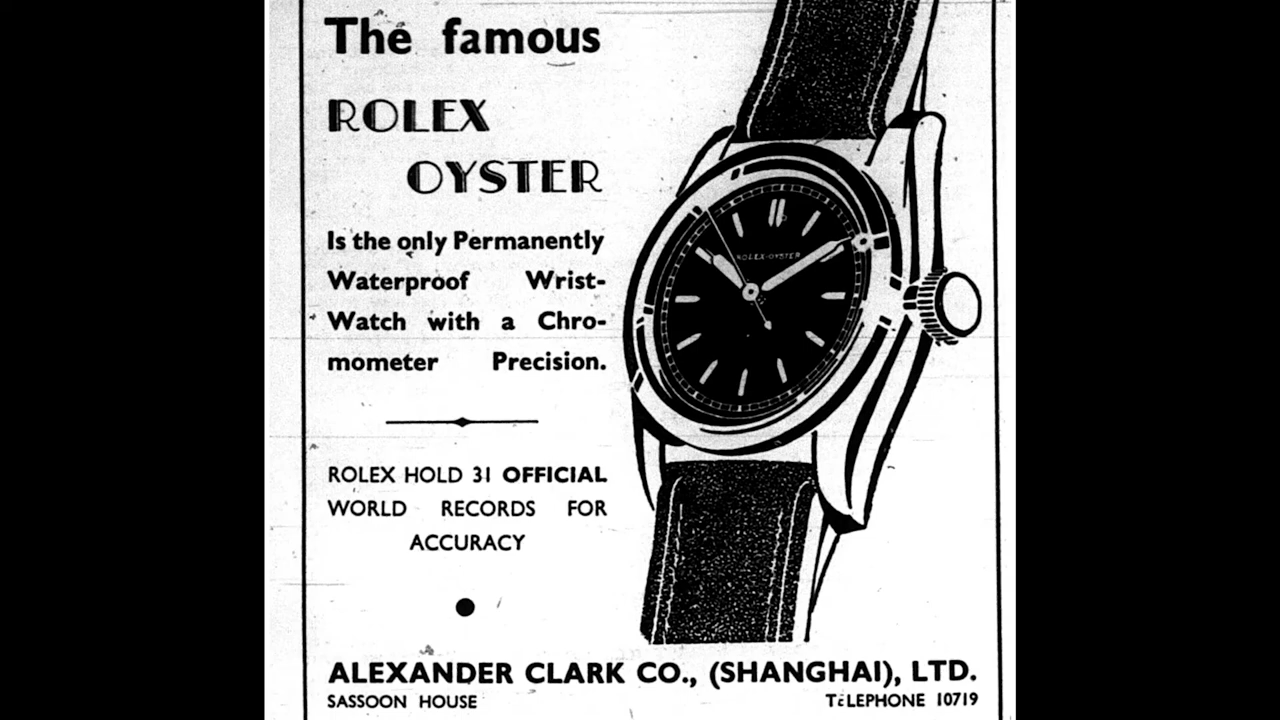 The famous
ROLEX
OYSTER
Is the only Permanently
Waterproof Wrist-
Watch with a Chro-
mometer Precision.
ROLEX HOLD 31 OFFICIAL
WORLD RECORDS FOR
ACCURACY
ROLEX-OYSTER
ALEXANDER CLARK CO., (SHANGHAI), LTD.
SASSOON HOUSE
TELEPHONE 10719